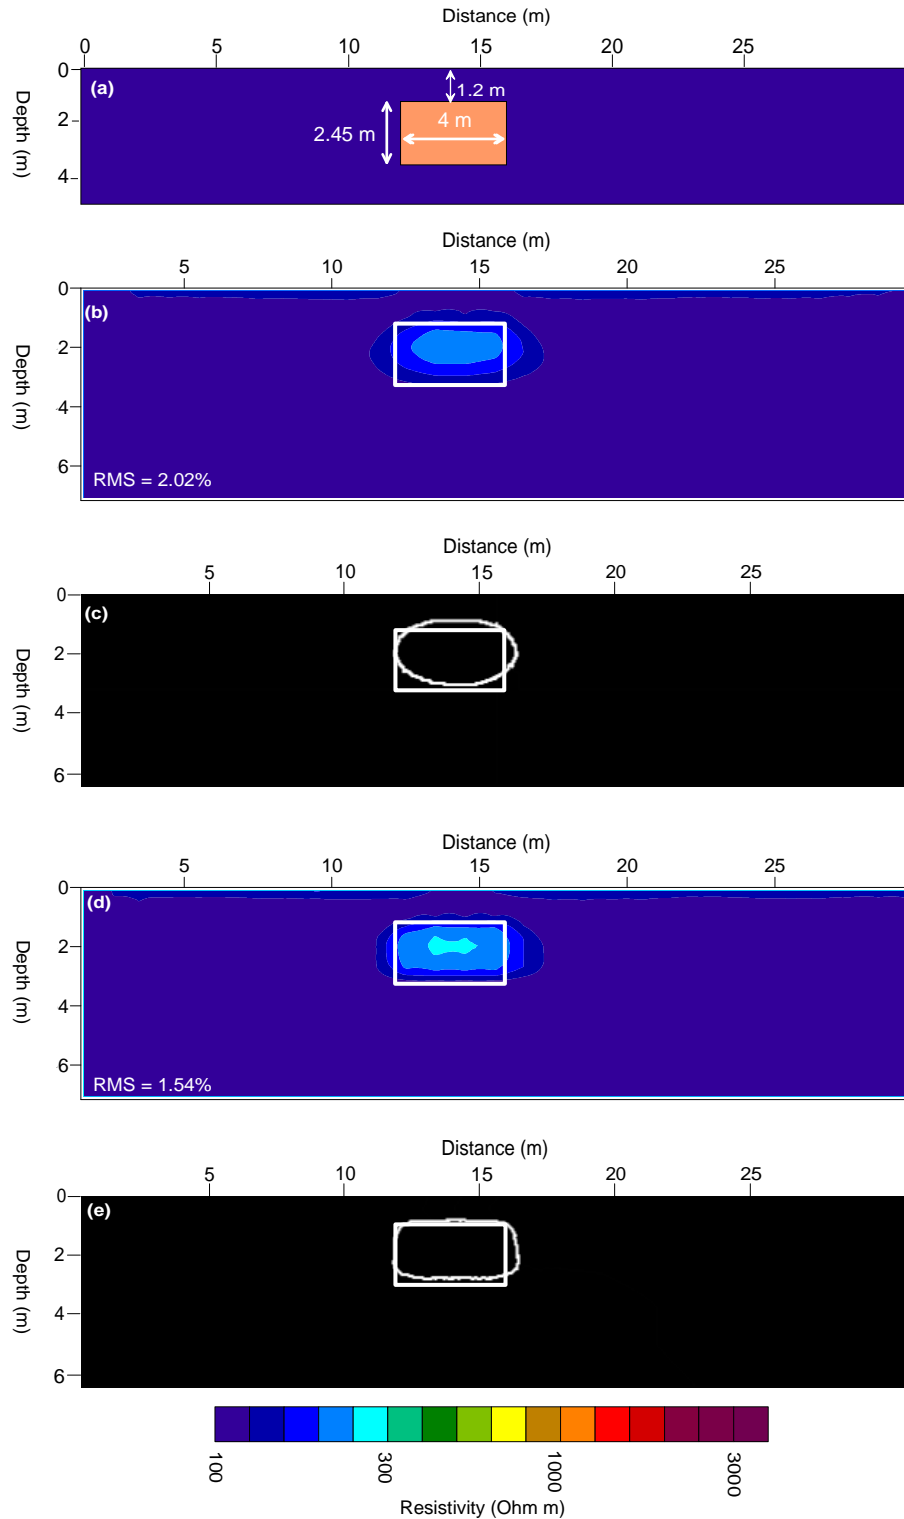 Distance (m)
0 5 10 15 20 25
0
(a)
1.2 m
2
4 m
2.45 m
4
Depth (m)
Distance (m)
5 10 15 20 25
0
(b)
2
4
6
Depth (m)
RMS = 2.02%
Distance (m)
5 10 15 20 25
0
(c)
2
4
6
Depth (m)
Distance (m)
5 10 15 20 25
0
(d)
2
4
6
Depth (m)
RMS = 1.54%
Distance (m)
5 10 15 20 25
0
(e)
2
4
6
Depth (m)
100 300 1000 3000
Resistivity (Ohm m)